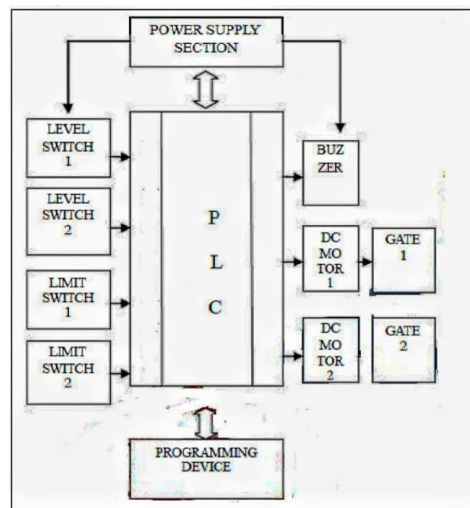 POWER SUPPLY
SECTION
LEVEL
SWITCH
1
LEVEL
SWITCH
2
LIMIT
SWITCH
1
LIMIT
SWITCH
2
P
L
C
BUZ
ZER
DC
MO
TOR
1
GATE
1
DC
MO
TOR
2
GATE
2
PROGRAMMING
DEVICE